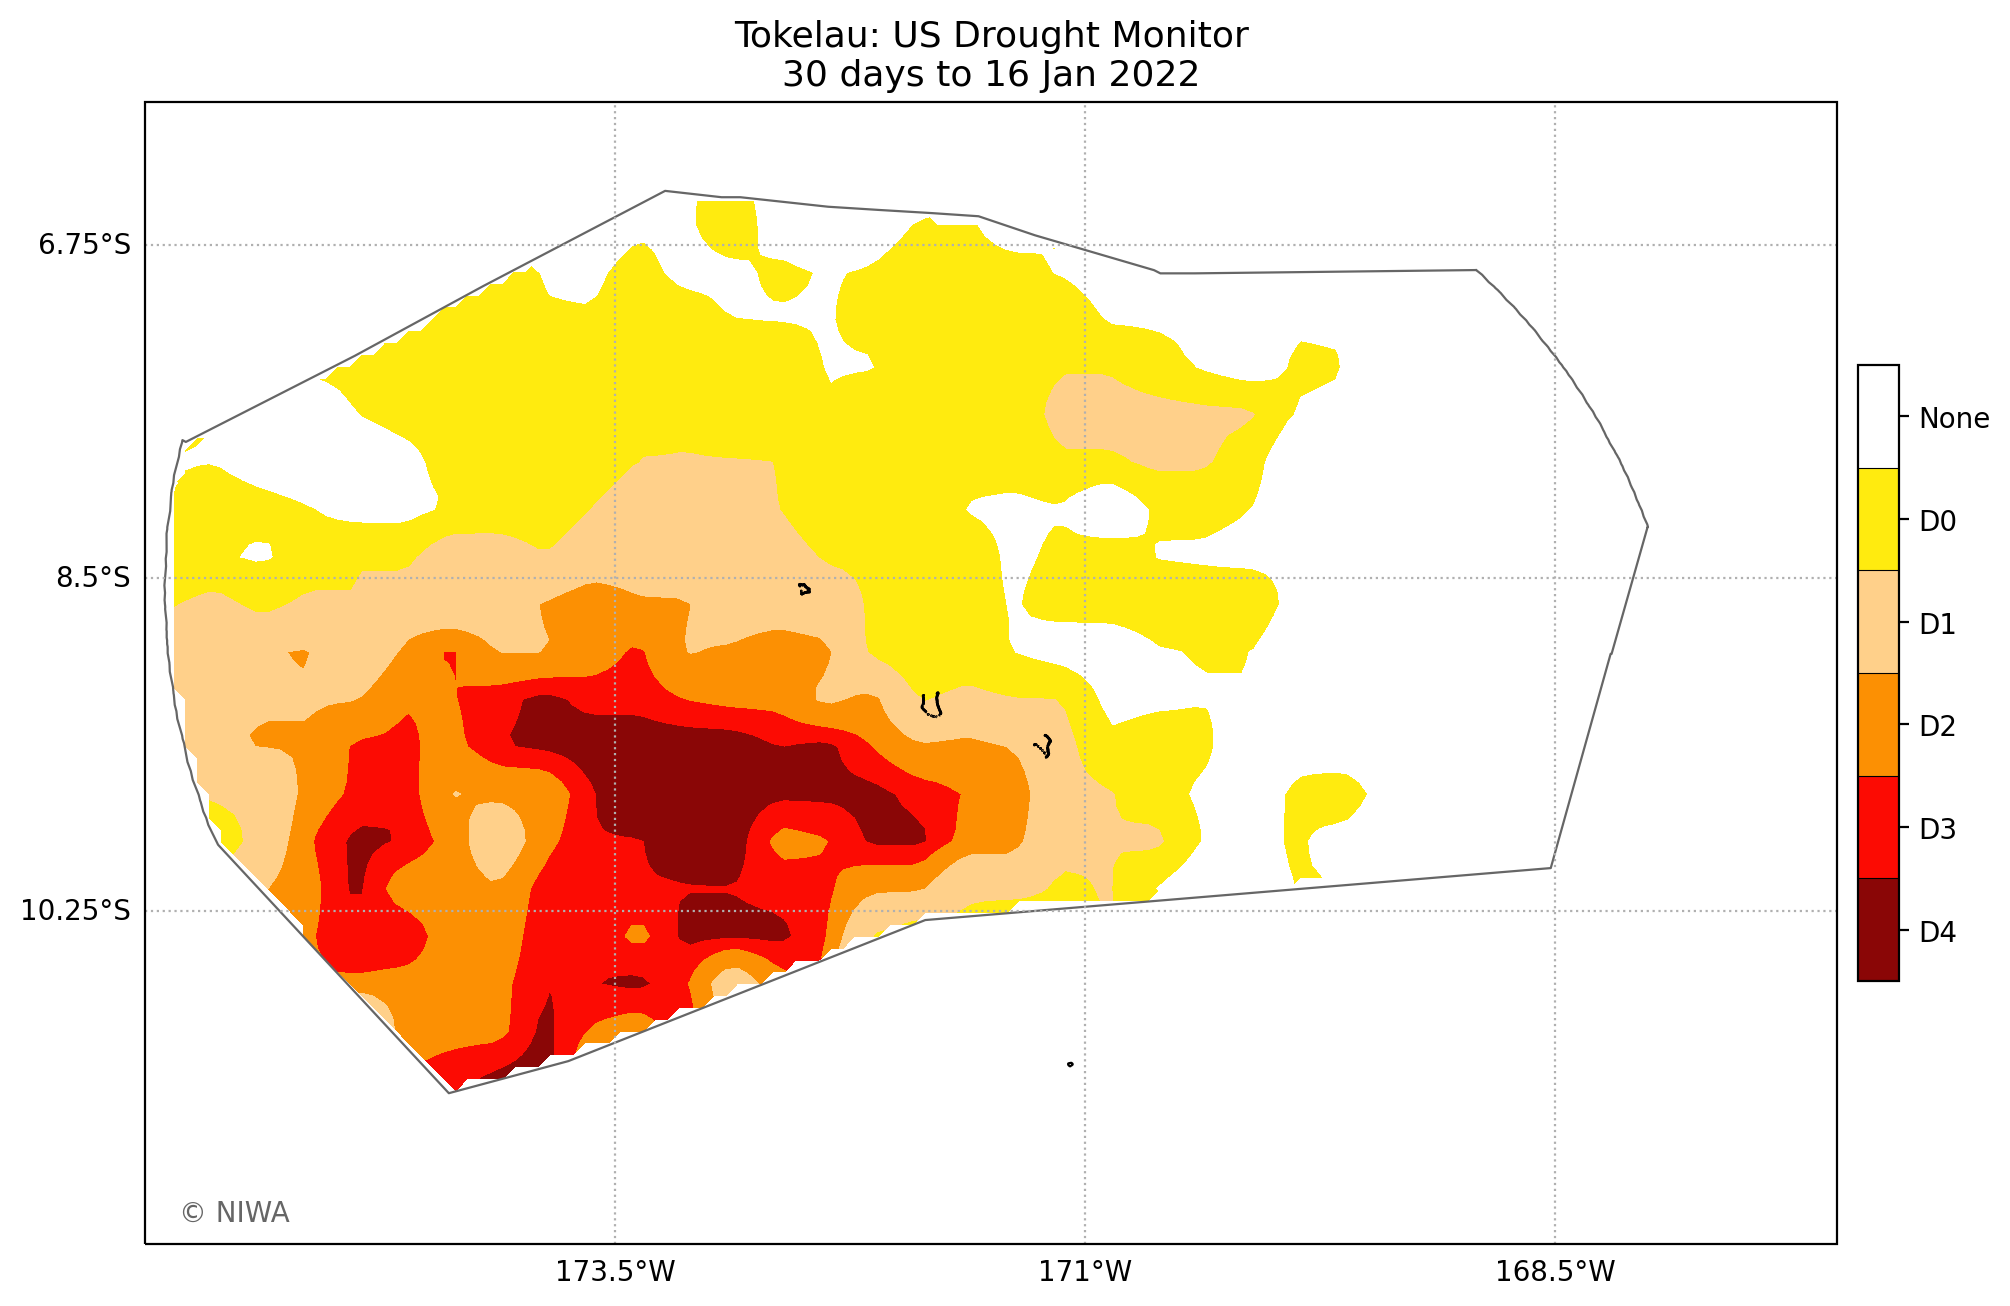 Tokelau: US Drought Monitor
30 days to 16 Jan 2022
6.75°S
8.5°S
10.25°S
173.5°W
171°W
168.5°W
None
D0
D1
D2
D3
D4
© NIWA